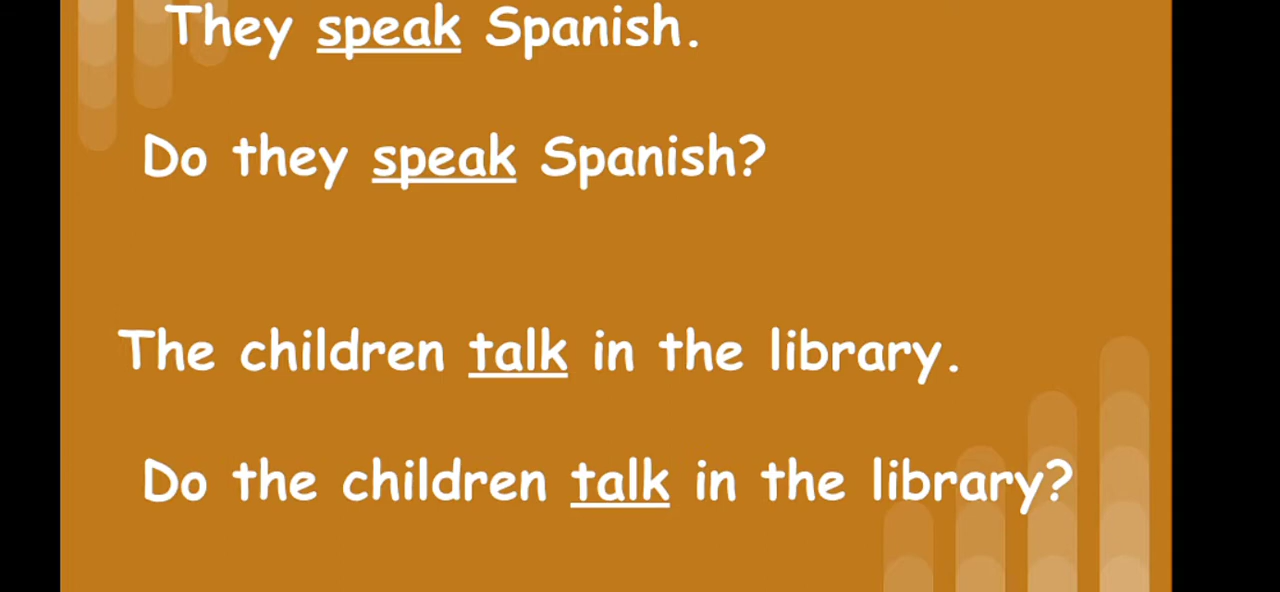 They speak Spanish.
Do they speak Spanish?
The children talk in the library.
Do the children talk in the library?